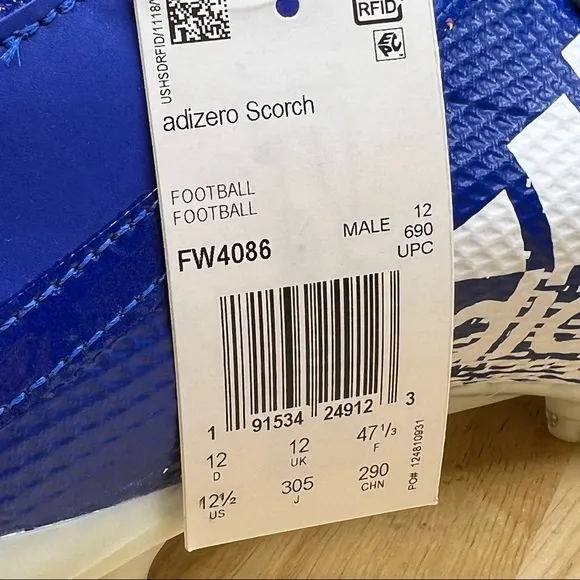 RFID
EPC
USHSDRFID/1118/
adizero Scorch
FOOTBALL
FOOTBALL
FW4086
MALE
12
690
UPC
1 91534 24912 3
12 12 47 1/3
D UK F
12½ 305 290
US J CHN
PO# 124810931